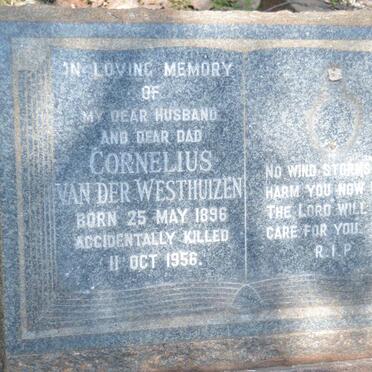 IN LOVING MEMORY
OF
MY DEAR HUSBAND
AND DEAR DAD
CORNELIUS
VAN DER WESTHUIZEN
BORN 25 MAY 1896
ACCIDENTALLY KILLED
11 OCT 1956.
NO WIND STORMS
HARM YOU NOW
THE LORD WILL
CARE FOR YOU.
R.I.P.